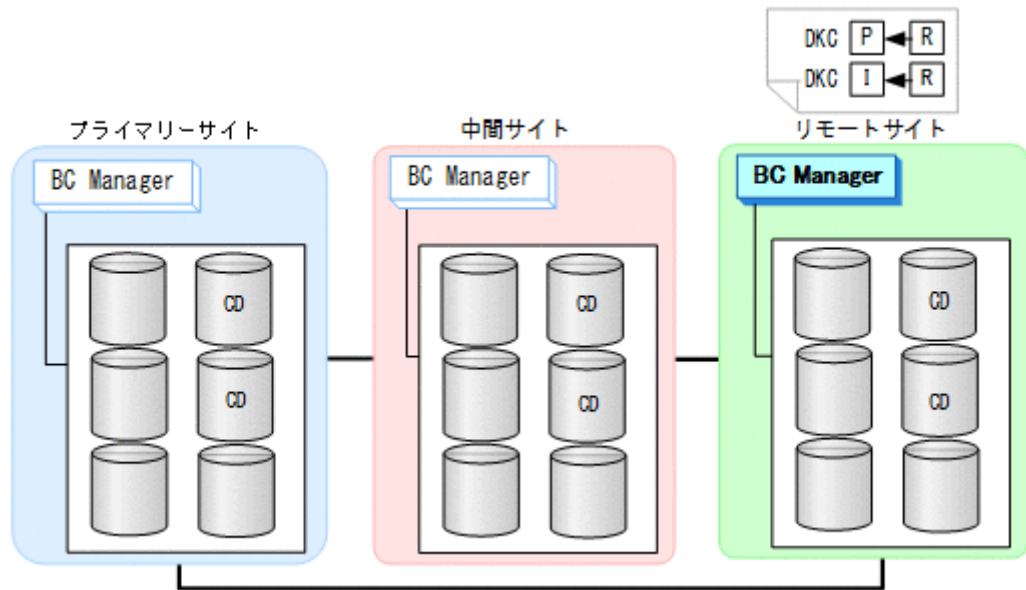 DKC P R
DKC I R
プライマリーサイト 中間サイト リモートサイト
BC Manager BC Manager BC Manager
CD CD CD
CD CD CD